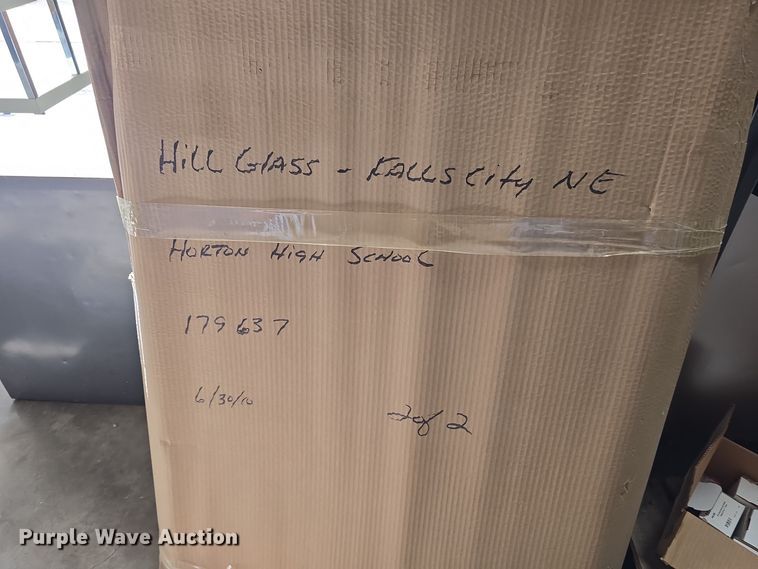 HiLL GlASS - FALLS City NE
HORTON HIGH SCHOOL
179637
6/30/10
2 of 2
Purple Wave Auction